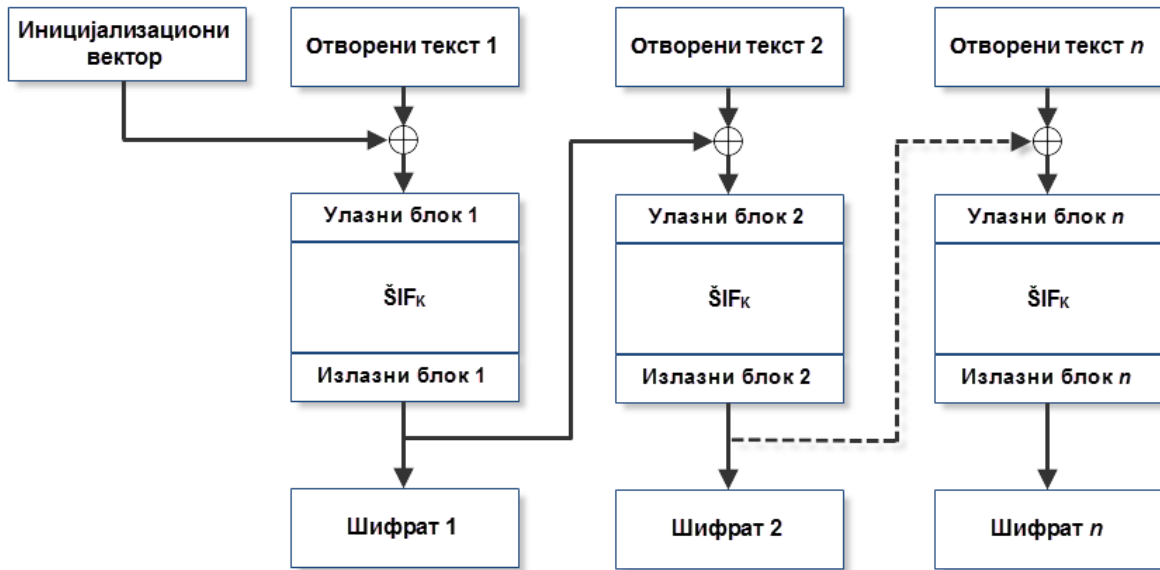 Иницијализациони
вектор
Отворени текст 1
Отворени текст 2
Отворени текст n
Улазни блок 1
Улазни блок 2
Улазни блок n
ŠIFK
ŠIFK
ŠIFK
Излазни блок 1
Излазни блок 2
Излазни блок n
Шифрат 1
Шифрат 2
Шифрат n